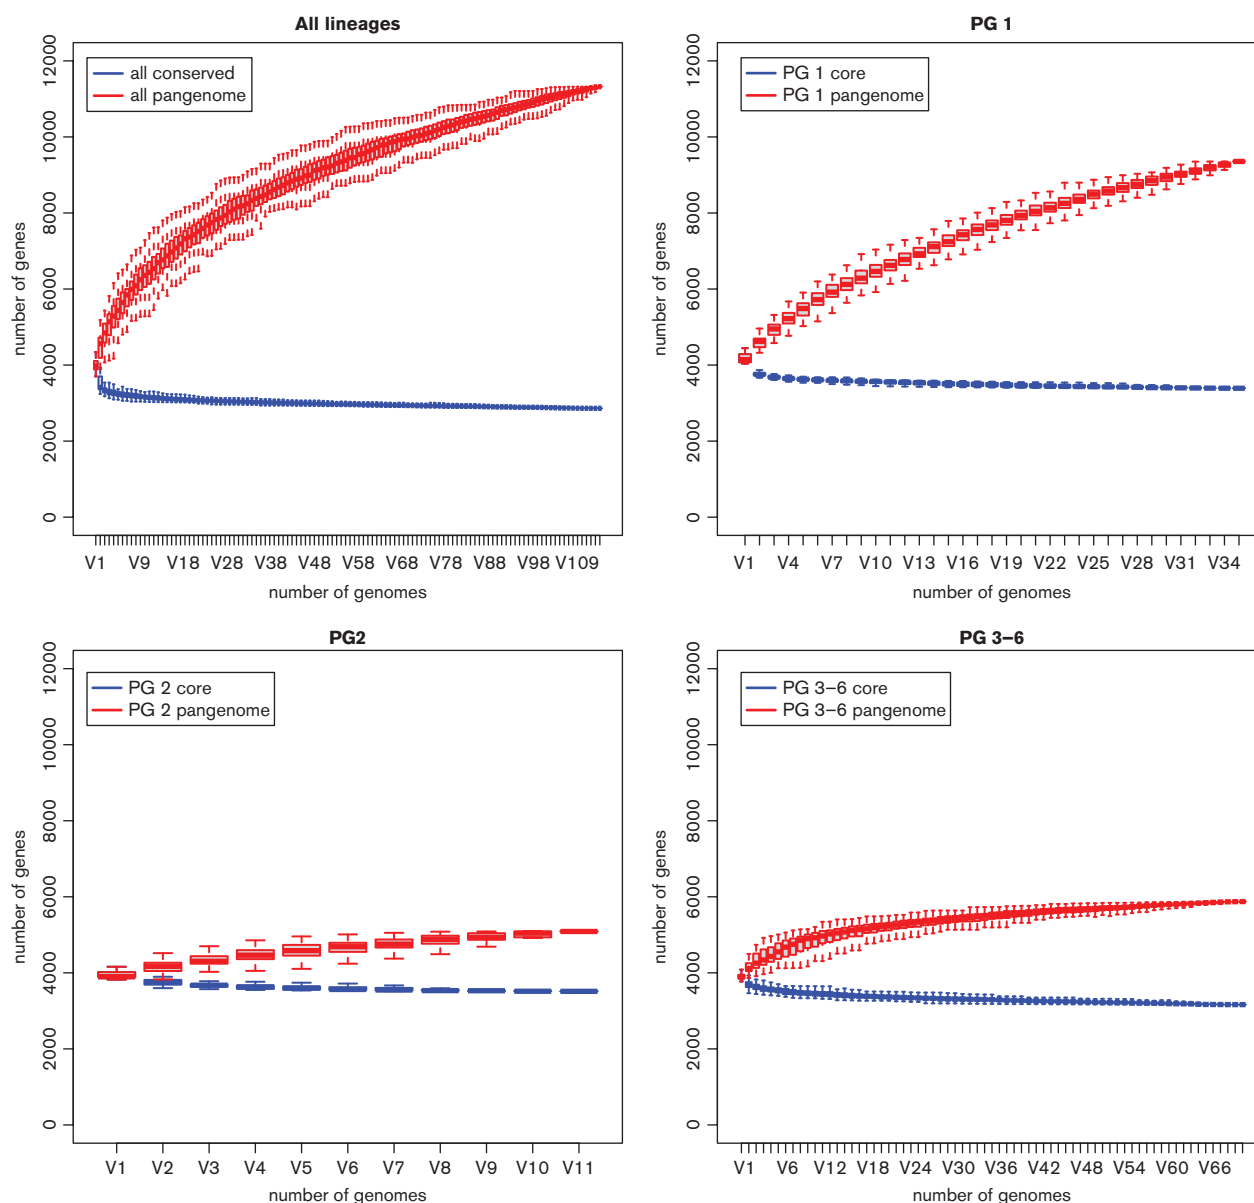 All lineages
all conserved
all pangenome
number of genes
0
2000
4000
6000
8000
10000
12000
V1 V9 V18 V28 V38 V48 V58 V68 V78 V88 V98 V109
number of genomes
PG 1
PG 1 core
PG 1 pangenome
number of genes
0
2000
4000
6000
8000
10000
12000
V1 V4 V7 V10 V13 V16 V19 V22 V25 V28 V31 V34
number of genomes
PG2
PG 2 core
PG 2 pangenome
number of genes
0
2000
4000
6000
8000
10000
12000
V1 V2 V3 V4 V5 V6 V7 V8 V9 V10 V11
number of genomes
PG 3–6
PG 3–6 core
PG 3–6 pangenome
number of genes
0
2000
4000
6000
8000
10000
12000
V1 V6 V12 V18 V24 V30 V36 V42 V48 V54 V60 V66
number of genomes